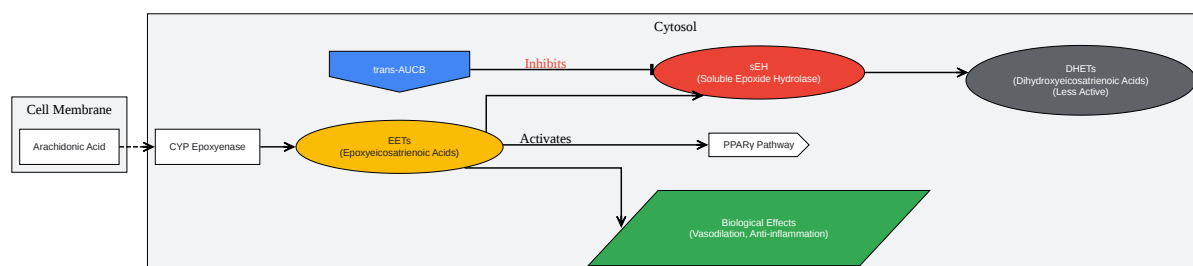 Cytosol
trans-AUCB
Inhibits
sEH
(Soluble Epoxide Hydrolase)
DHETs
(Dihydroxyeicosatrienoic Acids)
(Less Active)
Cell Membrane
Arachidonic Acid
CYP Epoxyenase
EETs
(Epoxyeicosatrienoic Acids)
Activates
PPARγ Pathway
Biological Effects
(Vasodilation, Anti-inflammation)